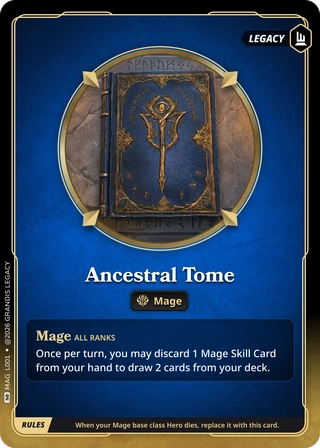 LEGACY
Ancestral Tome
Mage
Mage ALL RANKS
Once per turn, you may discard 1 Mage Skill Card
from your hand to draw 2 cards from your deck.
RULES
When your Mage base class Hero dies, replace it with this card.
MAG_L001 • @2026 GRANDIS LEGACY